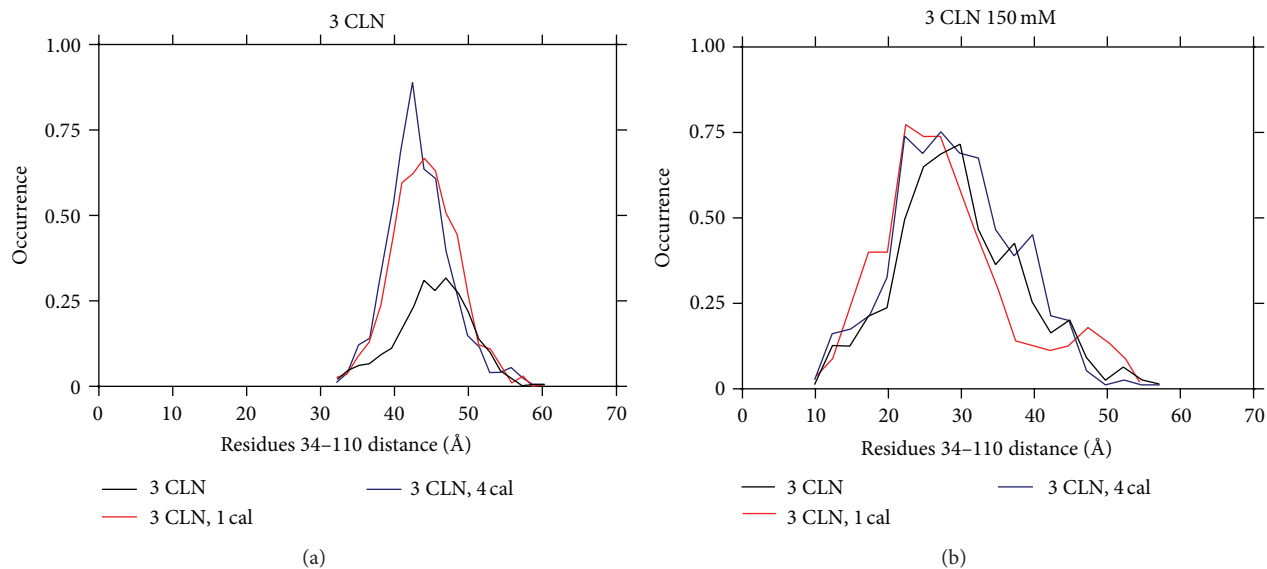 3 CLN
1.00
0.75
0.50
0.25
0
Occurrence
0 10 20 30 40 50 60 70
Residues 34–110 distance (Å)
3 CLN
3 CLN, 4 cal
3 CLN, 1 cal
(a)
3 CLN 150 mM
1.00
0.75
0.50
0.25
0
Occurrence
0 10 20 30 40 50 60 70
Residues 34–110 distance (Å)
3 CLN
3 CLN, 4 cal
3 CLN, 1 cal
(b)